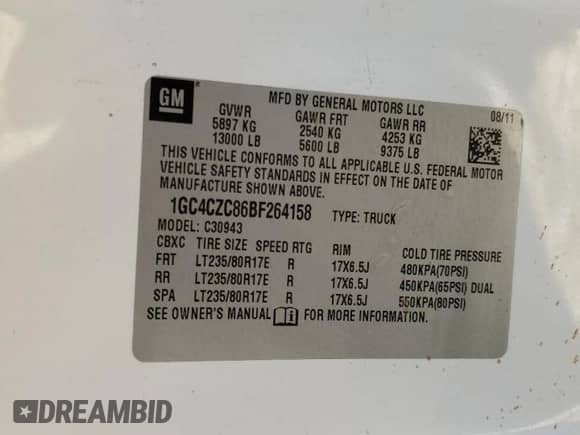 GM
MFD BY GENERAL MOTORS LLC
08/11
GVWR GAWR FRT GAWR RR
5897 KG 2540 KG 4253 KG
13000 LB 5600 LB 9375 LB
THIS VEHICLE CONFORMS TO ALL APPLICABLE U.S. FEDERAL MOTOR
VEHICLE SAFETY STANDARDS IN EFFECT ON THE DATE OF
MANUFACTURE SHOWN ABOVE.
1GC4CZC86BF264158 TYPE: TRUCK
MODEL: C30943
CBXC TIRE SIZE SPEED RTG RIM COLD TIRE PRESSURE
FRT LT235/80R17E R 17X6.5J 480KPA(70PSI)
RR LT235/80R17E R 17X6.5J 450KPA(65PSI) DUAL
SPA LT235/80R17E R 17X6.5J 550KPA(80PSI)
SEE OWNER'S MANUAL FOR MORE INFORMATION.
DREAMBID